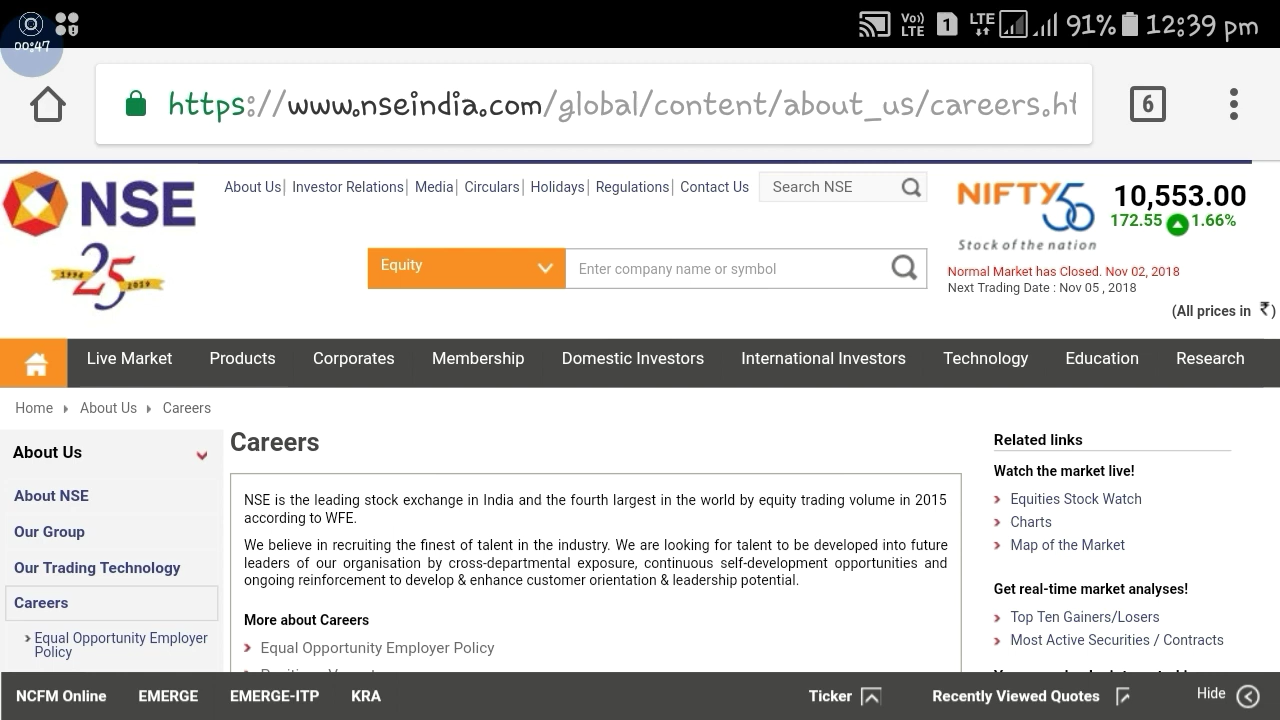 00:47
Vo)) LTE 1 LTE 91% 12:39 pm
https://www.nseindia.com/global/content/about_us/careers.ht
6
NSE
1994 25 2019
About Us| Investor Relations| Media| Circulars| Holidays| Regulations| Contact Us
Search NSE
Equity
Enter company name or symbol
NIFTY50
Stock of the nation
10,553.00
172.55 1.66%
Normal Market has Closed. Nov 02, 2018
Next Trading Date : Nov 05 , 2018
(All prices in ₹)
Live Market Products Corporates Membership Domestic Investors International Investors Technology Education Research
Home About Us Careers
About Us
About NSE
Our Group
Our Trading Technology
Careers
Equal Opportunity Employer
Policy
Careers
NSE is the leading stock exchange in India and the fourth largest in the world by equity trading volume in 2015
according to WFE.
We believe in recruiting the finest of talent in the industry. We are looking for talent to be developed into future
leaders of our organisation by cross-departmental exposure, continuous self-development opportunities and
ongoing reinforcement to develop & enhance customer orientation & leadership potential.
More about Careers
Equal Opportunity Employer Policy
Related links
Watch the market live!
Equities Stock Watch
Charts
Map of the Market
Get real-time market analyses!
Top Ten Gainers/Losers
Most Active Securities / Contracts
NCFM Online EMERGE EMERGE-ITP KRA Ticker Recently Viewed Quotes Hide